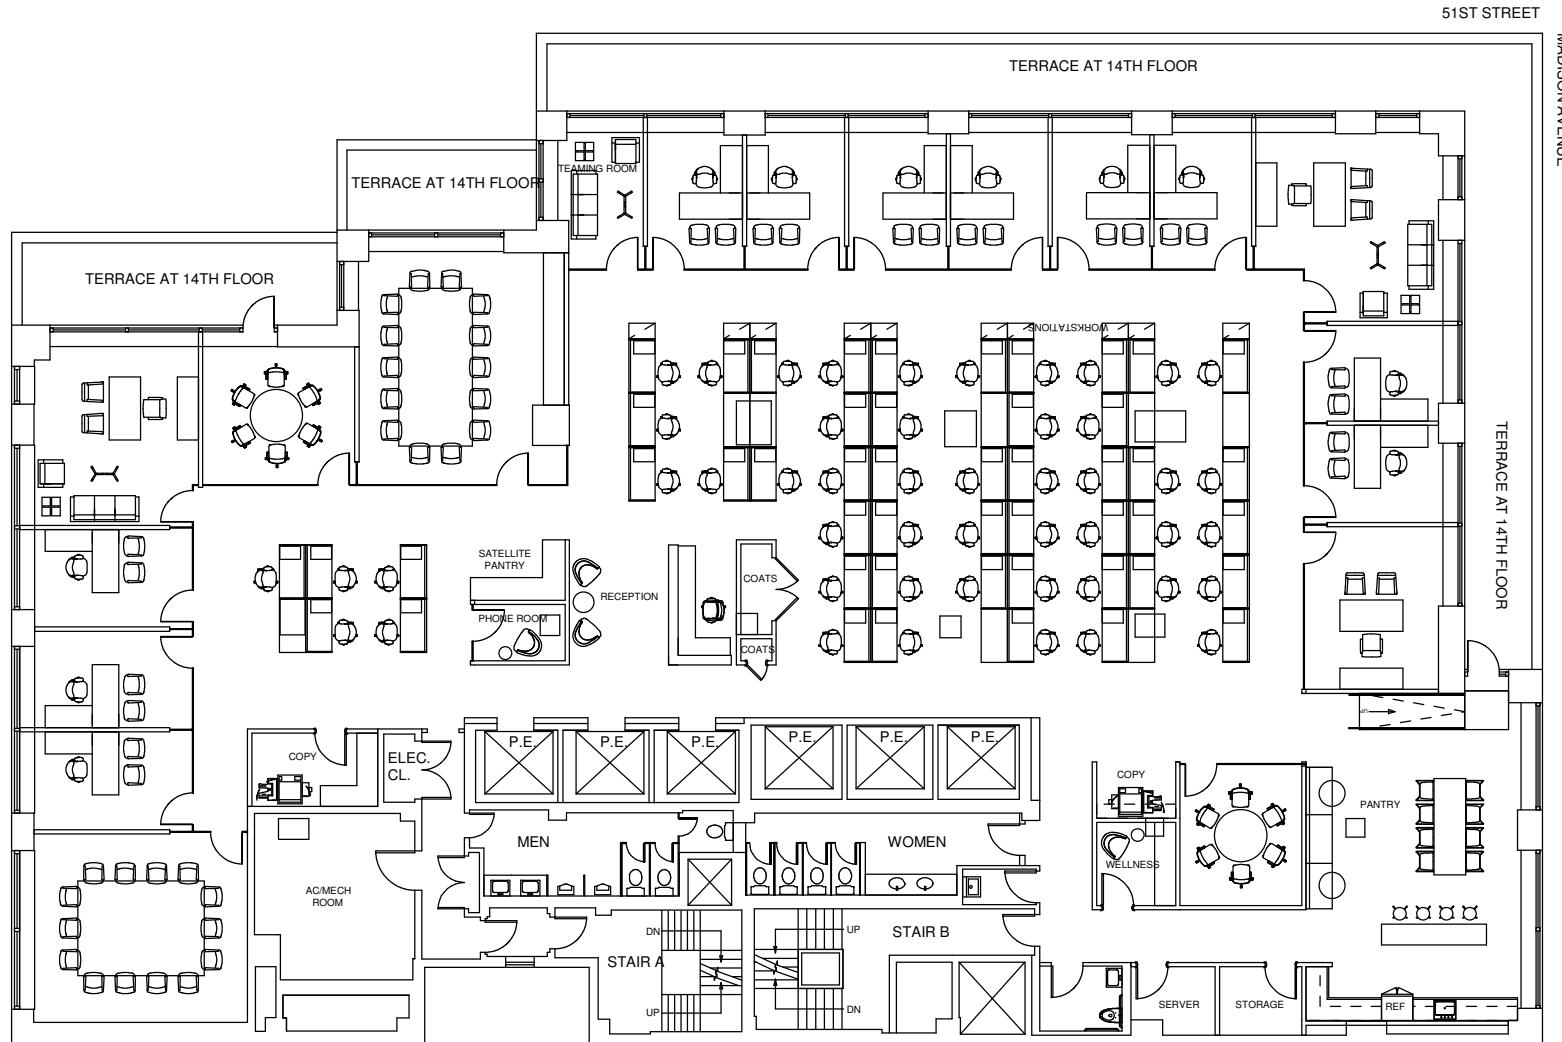 51ST STREET
MADISON AVENUE
TERRACE AT 14TH FLOOR
TEAMING ROOM
TERRACE AT 14TH FLOOR
TERRACE AT 14TH FLOOR
WORKSTATIONS
TERRACE AT 14TH FLOOR
SATELLITE
PANTRY
RECEPTION
PHONE ROOM
COATS
COATS
UP
P.E.
P.E.
P.E.
P.E.
P.E.
P.E.
COPY
ELEC.
CL.
COPY
PANTRY
MEN
WOMEN
WELLNESS
AC/MECH
ROOM
DN
UP
STAIR B
STAIR A
UP
DN
SERVER
STORAGE
REF